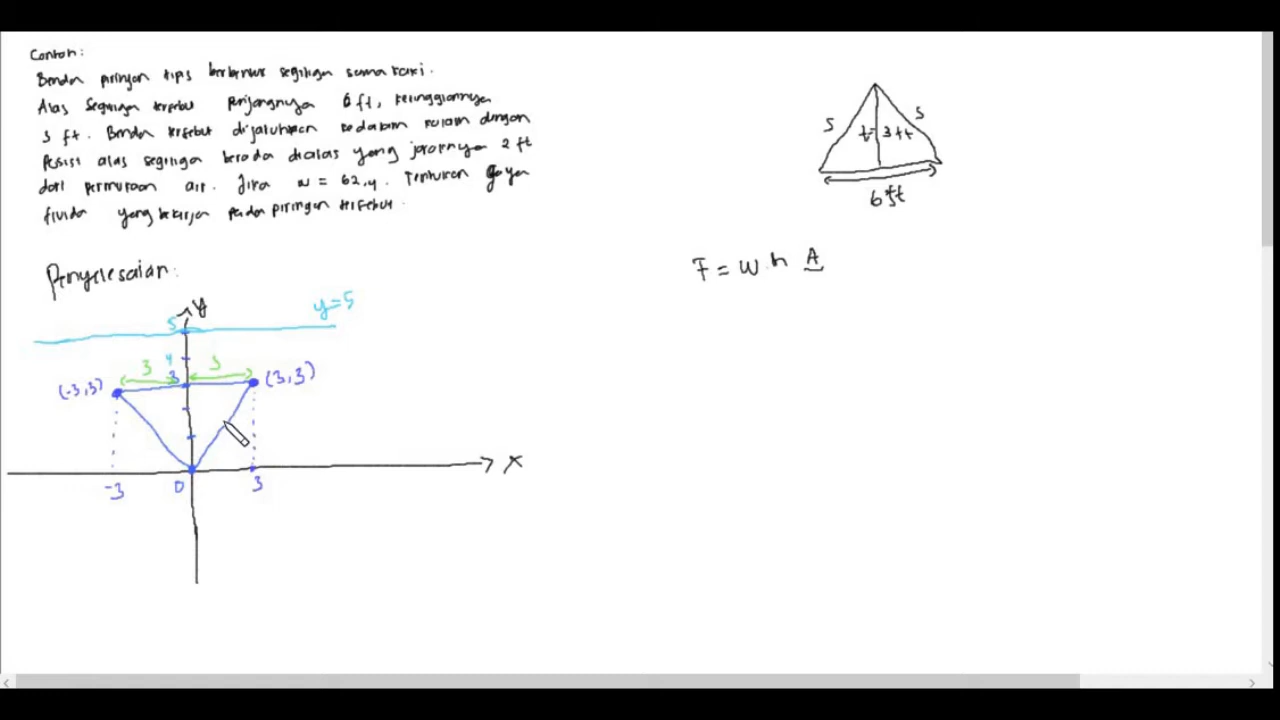 Contoh:
Benda piringan tipis berbentuk segitiga sama kaki.
Alas segitiga tersebut panjangnya 6 ft, ketinggiannya
3 ft. Benda tersebut dijatuhkan kedalam kolam dengan
Posisi alas segitiga berada diatas yang jaraknya 2 ft
dari permukaan air. Jika w = 62,4. Tentukan gaya
fluida yang bekerja pada piringan tersebut.
5
5
t= 3 ft
6 ft
F = w h A
Penyelesaian:
y
y=5
5
4
3
3
3
(-3,3)
(3,3)
x
-3
0
3